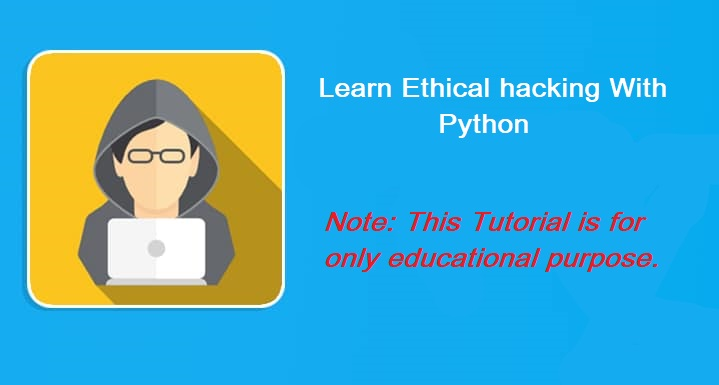 Learn Ethical hacking With
Python
Note: This Tutorial is for
only educational purpose.